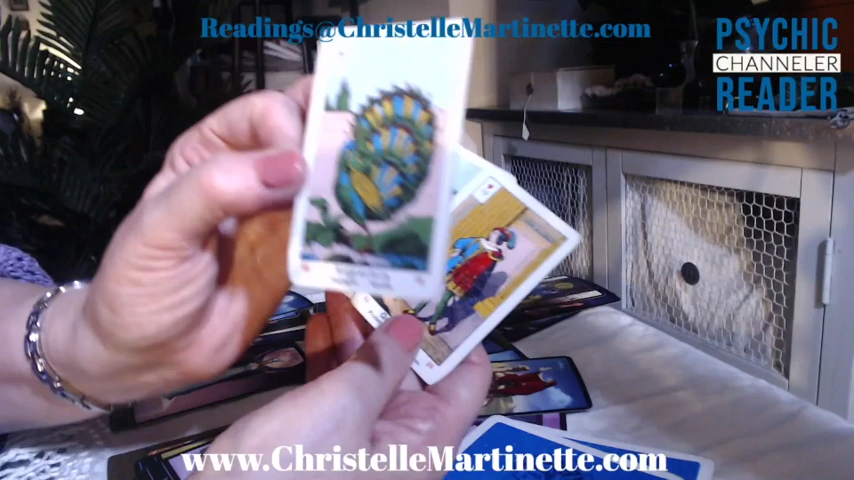 Readings@ChristelleMartinette.com
PSYCHIC
CHANNELER
READER
www.ChristelleMartinette.com